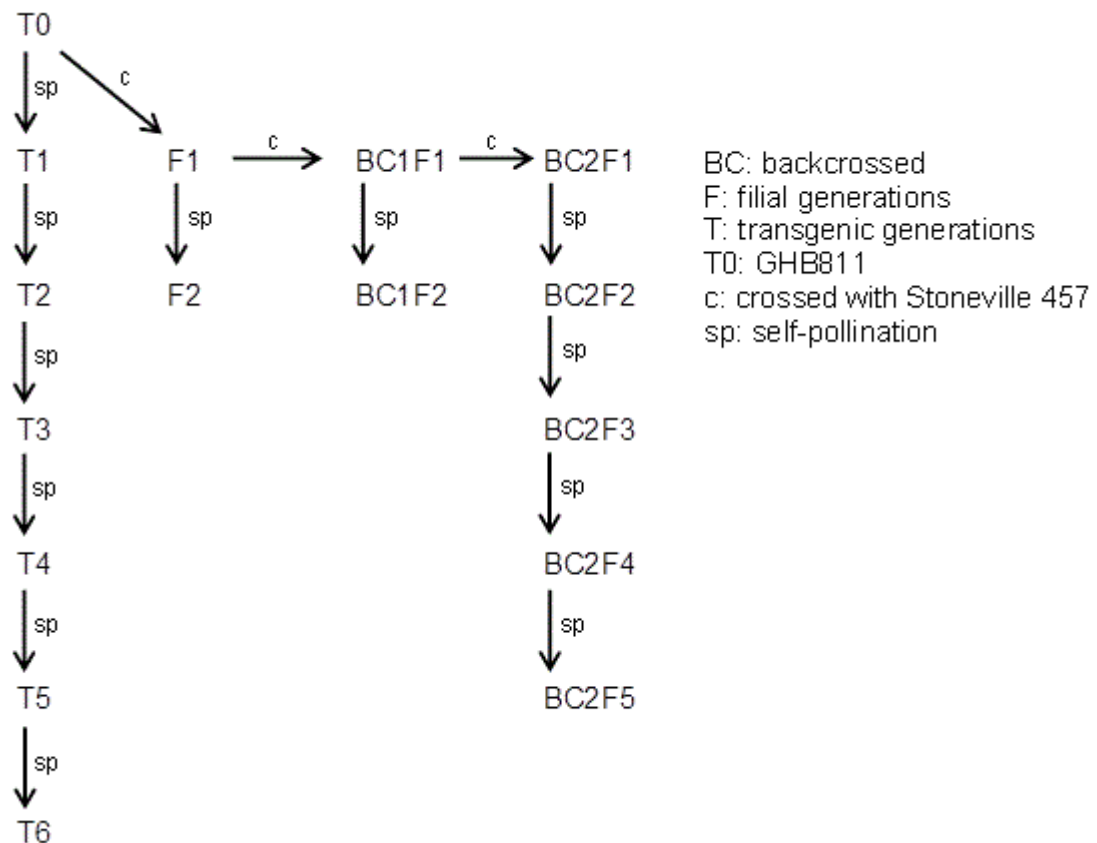 T0
sp
c
T1
F1
c
BC1F1
c
BC2F1
sp
sp
sp
sp
T2
F2
BC1F2
BC2F2
sp
sp
T3
BC2F3
sp
sp
T4
BC2F4
sp
sp
T5
BC2F5
sp
T6
BC: backcrossed
F: filial generations
T: transgenic generations
T0: GHB811
c: crossed with Stoneville 457
sp: self-pollination